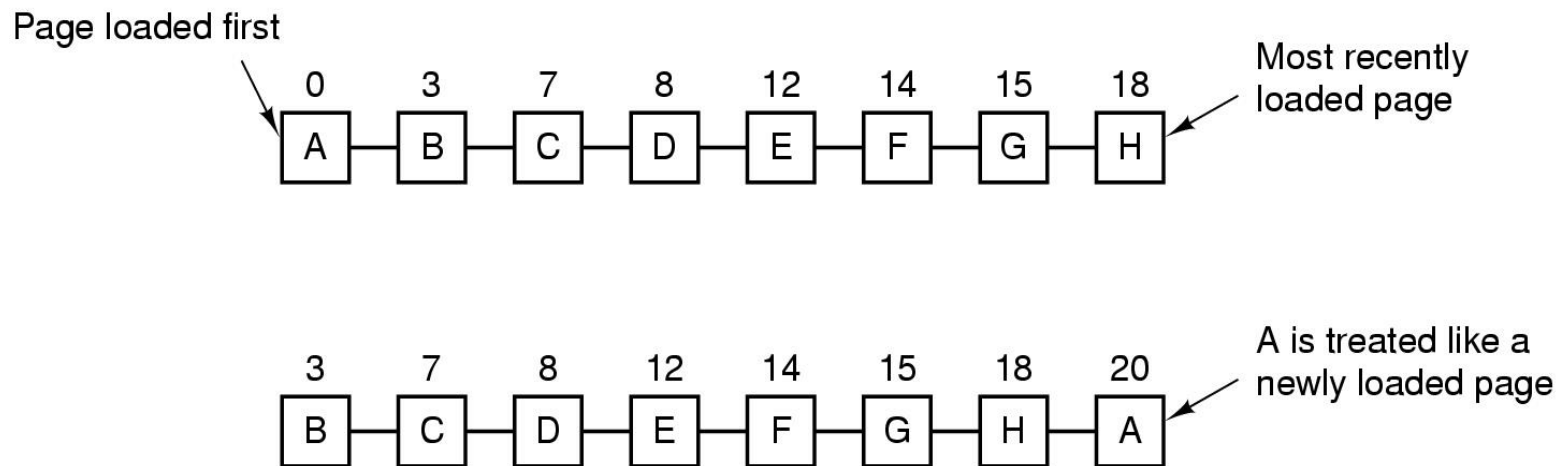 Page loaded first
Most recently
loaded page
0 3 7 8 12 14 15 18
A B C D E F G H
A is treated like a
newly loaded page
3 7 8 12 14 15 18 20
B C D E F G H A